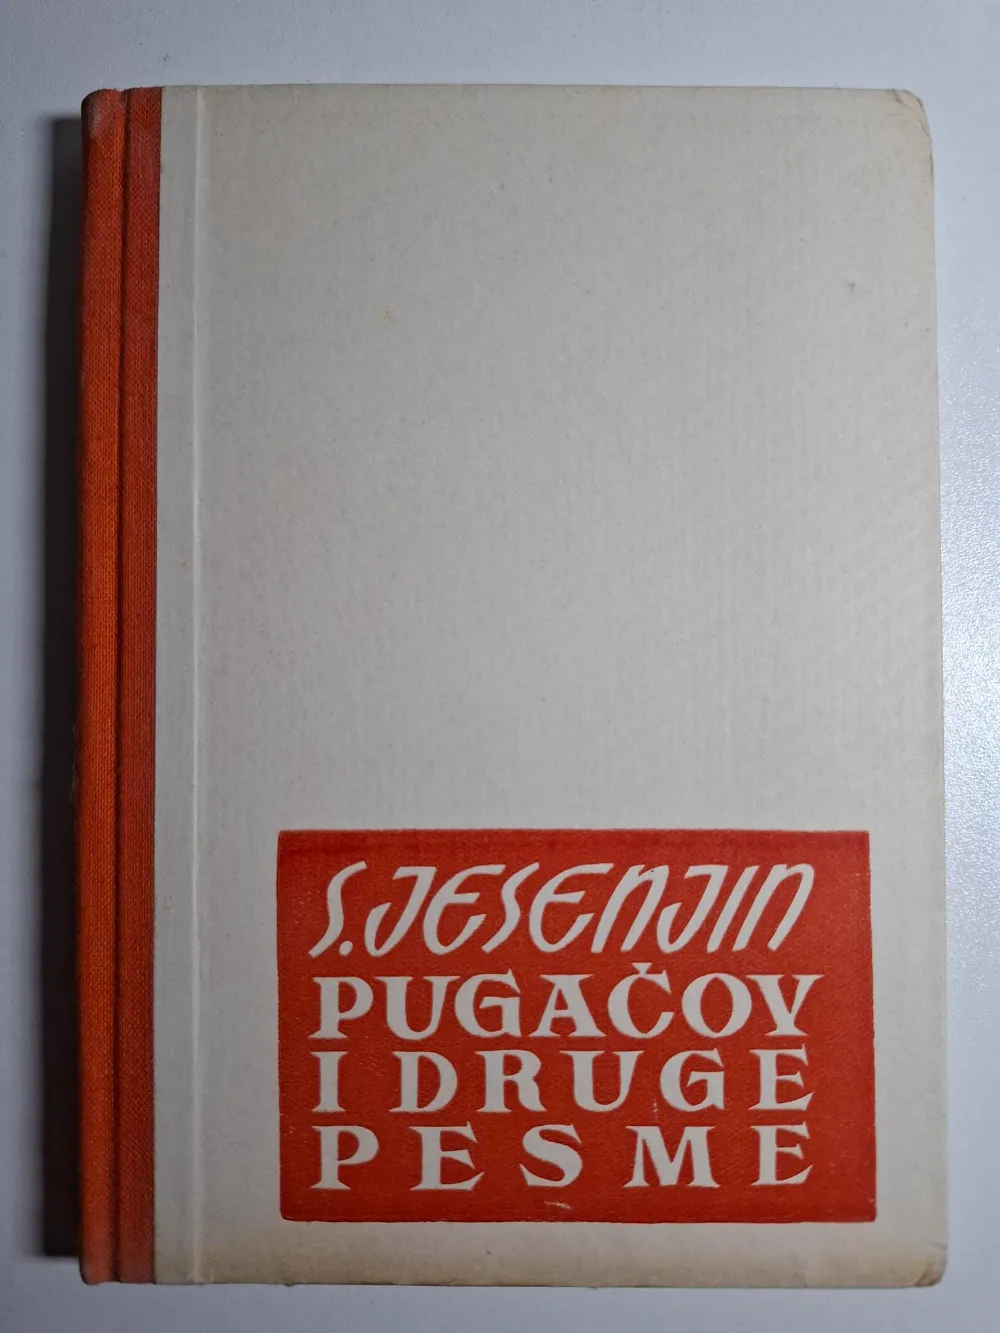 S. JESENJIN
PUGAČOV
I DRUGE
PESME